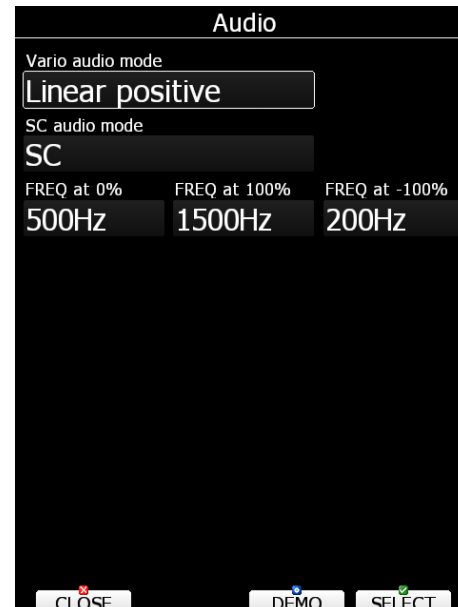 Audio
Vario audio mode
Linear positive
SC audio mode
SC
FREQ at 0% FREQ at 100% FREQ at -100%
500Hz 1500Hz 200Hz
CLOSE DEMO SELECT